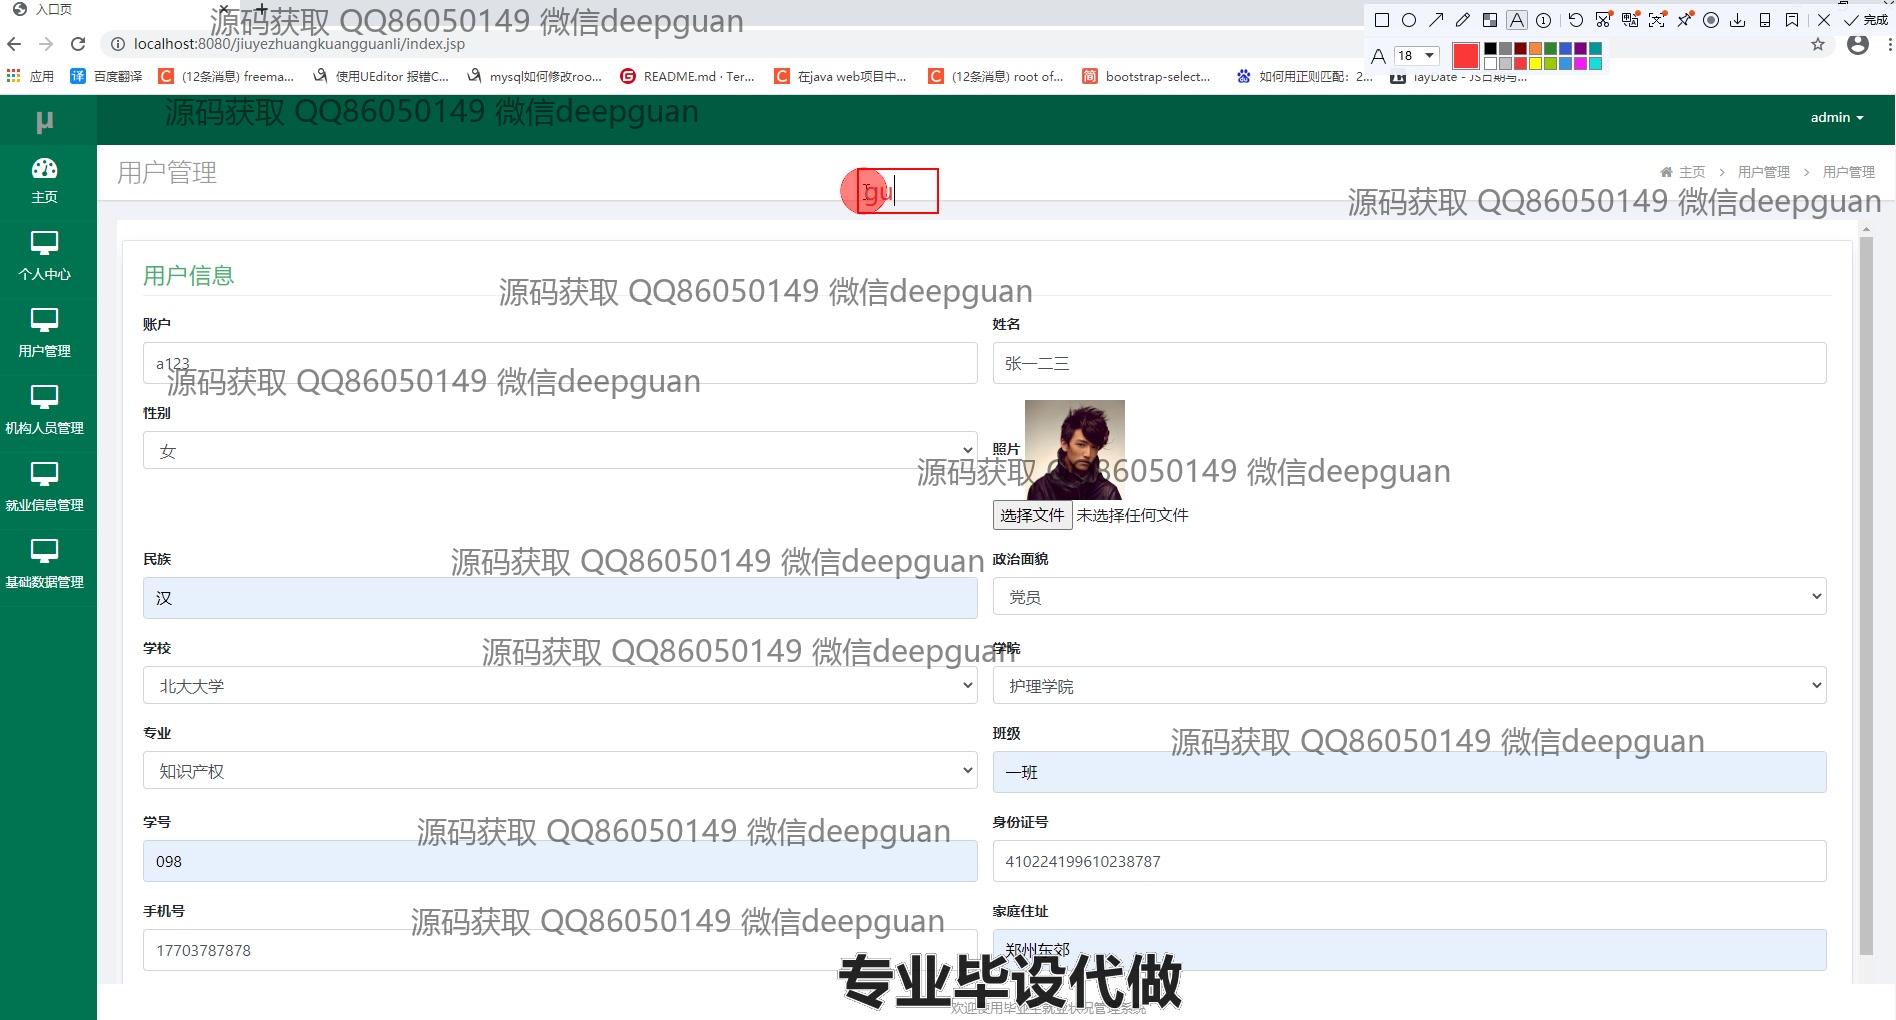 入口页
源码获取 QQ86050149 微信deepguan
完成
localhost:8080/jiuyezhuangkuangguanli/index.jsp
A 18
应用
百度翻译
(12条消息) freema...
使用UEditor 报错C...
mysql如何修改roo...
README.md · Ter...
在java web项目中...
(12条消息) root of...
bootstrap-select...
如何用正则匹配：2...
layDate - JS日期与...
μ
源码获取 QQ86050149 微信deepguan
admin
用户管理
gu
主页 > 用户管理 > 用户管理
源码获取 QQ86050149 微信deepguan
主页
个人中心
用户管理
机构人员管理
就业信息管理
基础数据管理
用户信息
源码获取 QQ86050149 微信deepguan
账户
姓名
a123
张一二三
源码获取 QQ86050149 微信deepguan
性别
女
照片
源码获取 QQ86050149 微信deepguan
选择文件 未选择任何文件
民族
源码获取 QQ86050149 微信deepguan
政治面貌
汉
党员
学校
源码获取 QQ86050149 微信deepguan
学院
北大大学
护理学院
专业
班级
源码获取 QQ86050149 微信deepguan
知识产权
一班
学号
源码获取 QQ86050149 微信deepguan
身份证号
098
410224199610238787
手机号
源码获取 QQ86050149 微信deepguan
家庭住址
17703787878
郑州东郊
专业毕设代做
欢迎使用毕业生就业状况管理系统